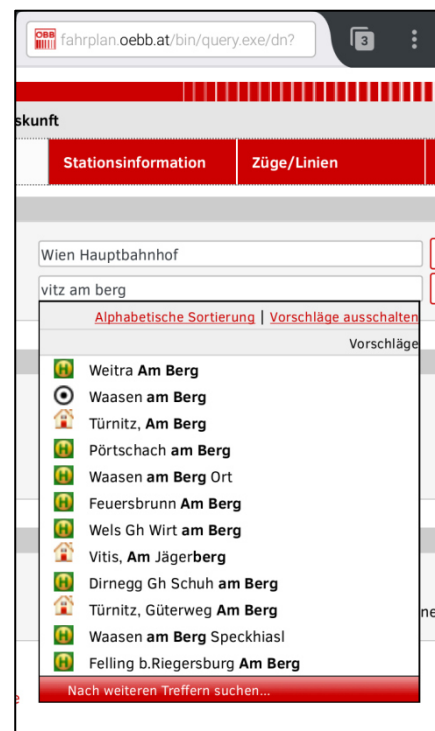 ÖBB
fahrplan.oebb.at/bin/query.exe/dn?
3
skunft
Stationsinformation
Züge/Linien
Wien Hauptbahnhof
vitz am berg
Alphabetische Sortierung | Vorschläge ausschalten
Vorschläge
H Weitra Am Berg
Waasen am Berg
Türnitz, Am Berg
H Pörtschach am Berg
H Waasen am Berg Ort
H Feuersbrunn Am Berg
H Wels Gh Wirt am Berg
Vitis, Am Jägerberg
H Dirnegg Gh Schuh am Berg
Türnitz, Güterweg Am Berg
ne
H Waasen am Berg Speckhiasl
H Felling b.Riegersburg Am Berg
Nach weiteren Treffern suchen...
e